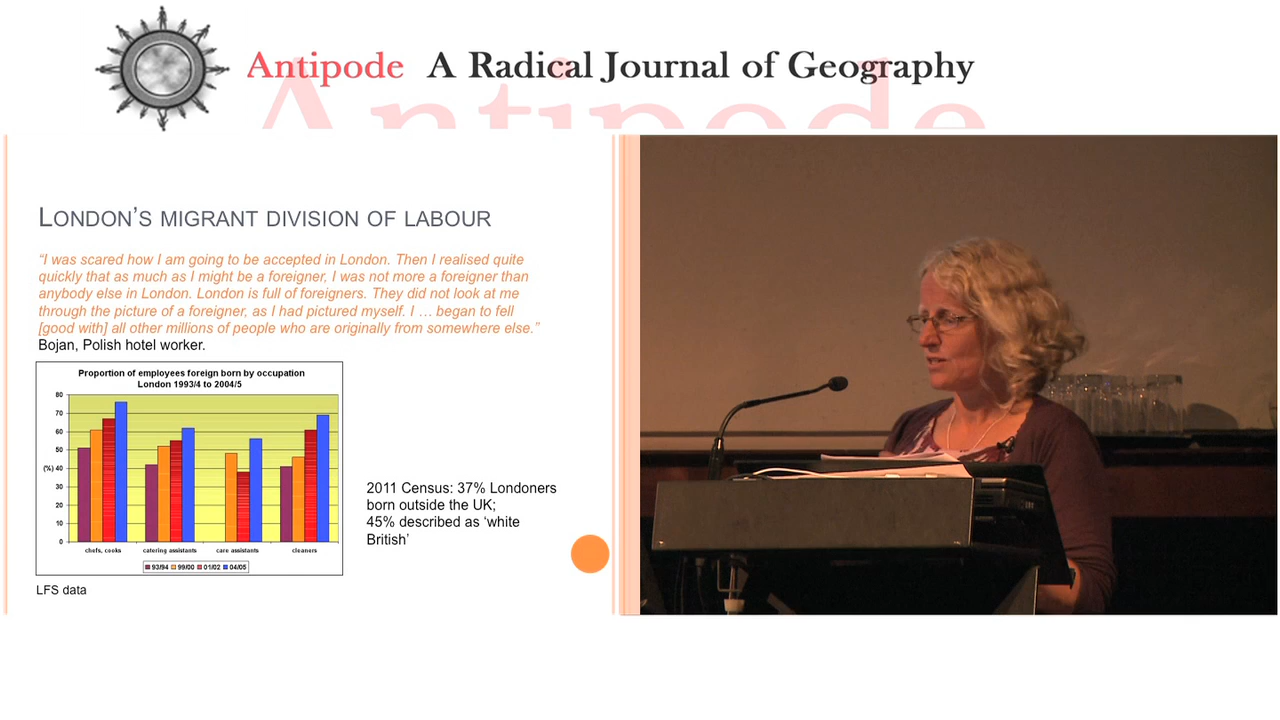 Antipode A Radical Journal of Geography
Antipode
LONDON'S MIGRANT DIVISION OF LABOUR
“I was scared how I am going to be accepted in London. Then I realised quite
quickly that as much as I might be a foreigner, I was not more a foreigner than
anybody else in London. London is full of foreigners. They did not look at me
through the picture of a foreigner, as I had pictured myself. I … began to fell
[good with] all other millions of people who are originally from somewhere else.”
Bojan, Polish hotel worker.
Proportion of employees foreign born by occupation
London 1993/4 to 2004/5
80
70
60
50
(%) 40
30
20
10
0
chefs, cooks catering assistants care assistants cleaners
93/94 99/00 01/02 04/05
LFS data
2011 Census: 37% Londoners
born outside the UK;
45% described as ‘white
British’